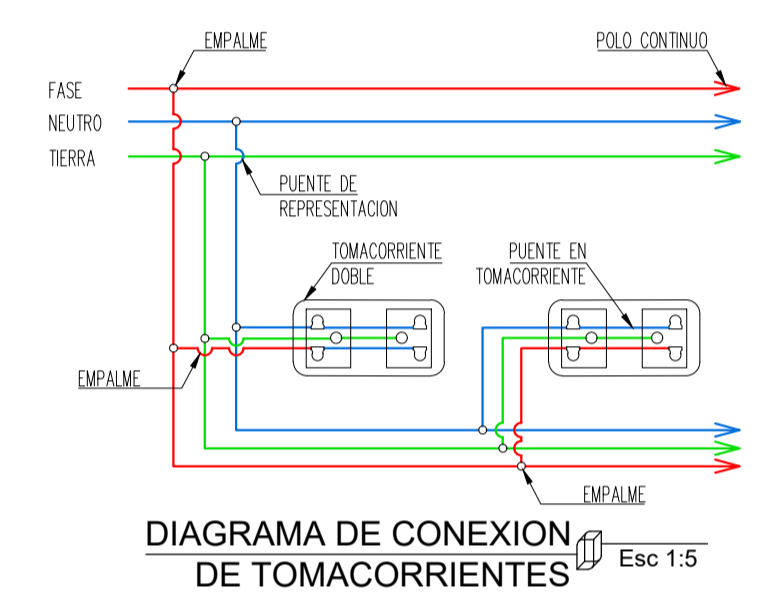 EMPALME
POLO CONTINUO
FASE
NEUTRO
TIERRA
PUENTE DE
REPRESENTACION
TOMACORRIENTE
DOBLE
PUENTE EN
TOMACORRIENTE
EMPALME
EMPALME
DIAGRAMA DE CONEXION
DE TOMACORRIENTES
Esc 1:5